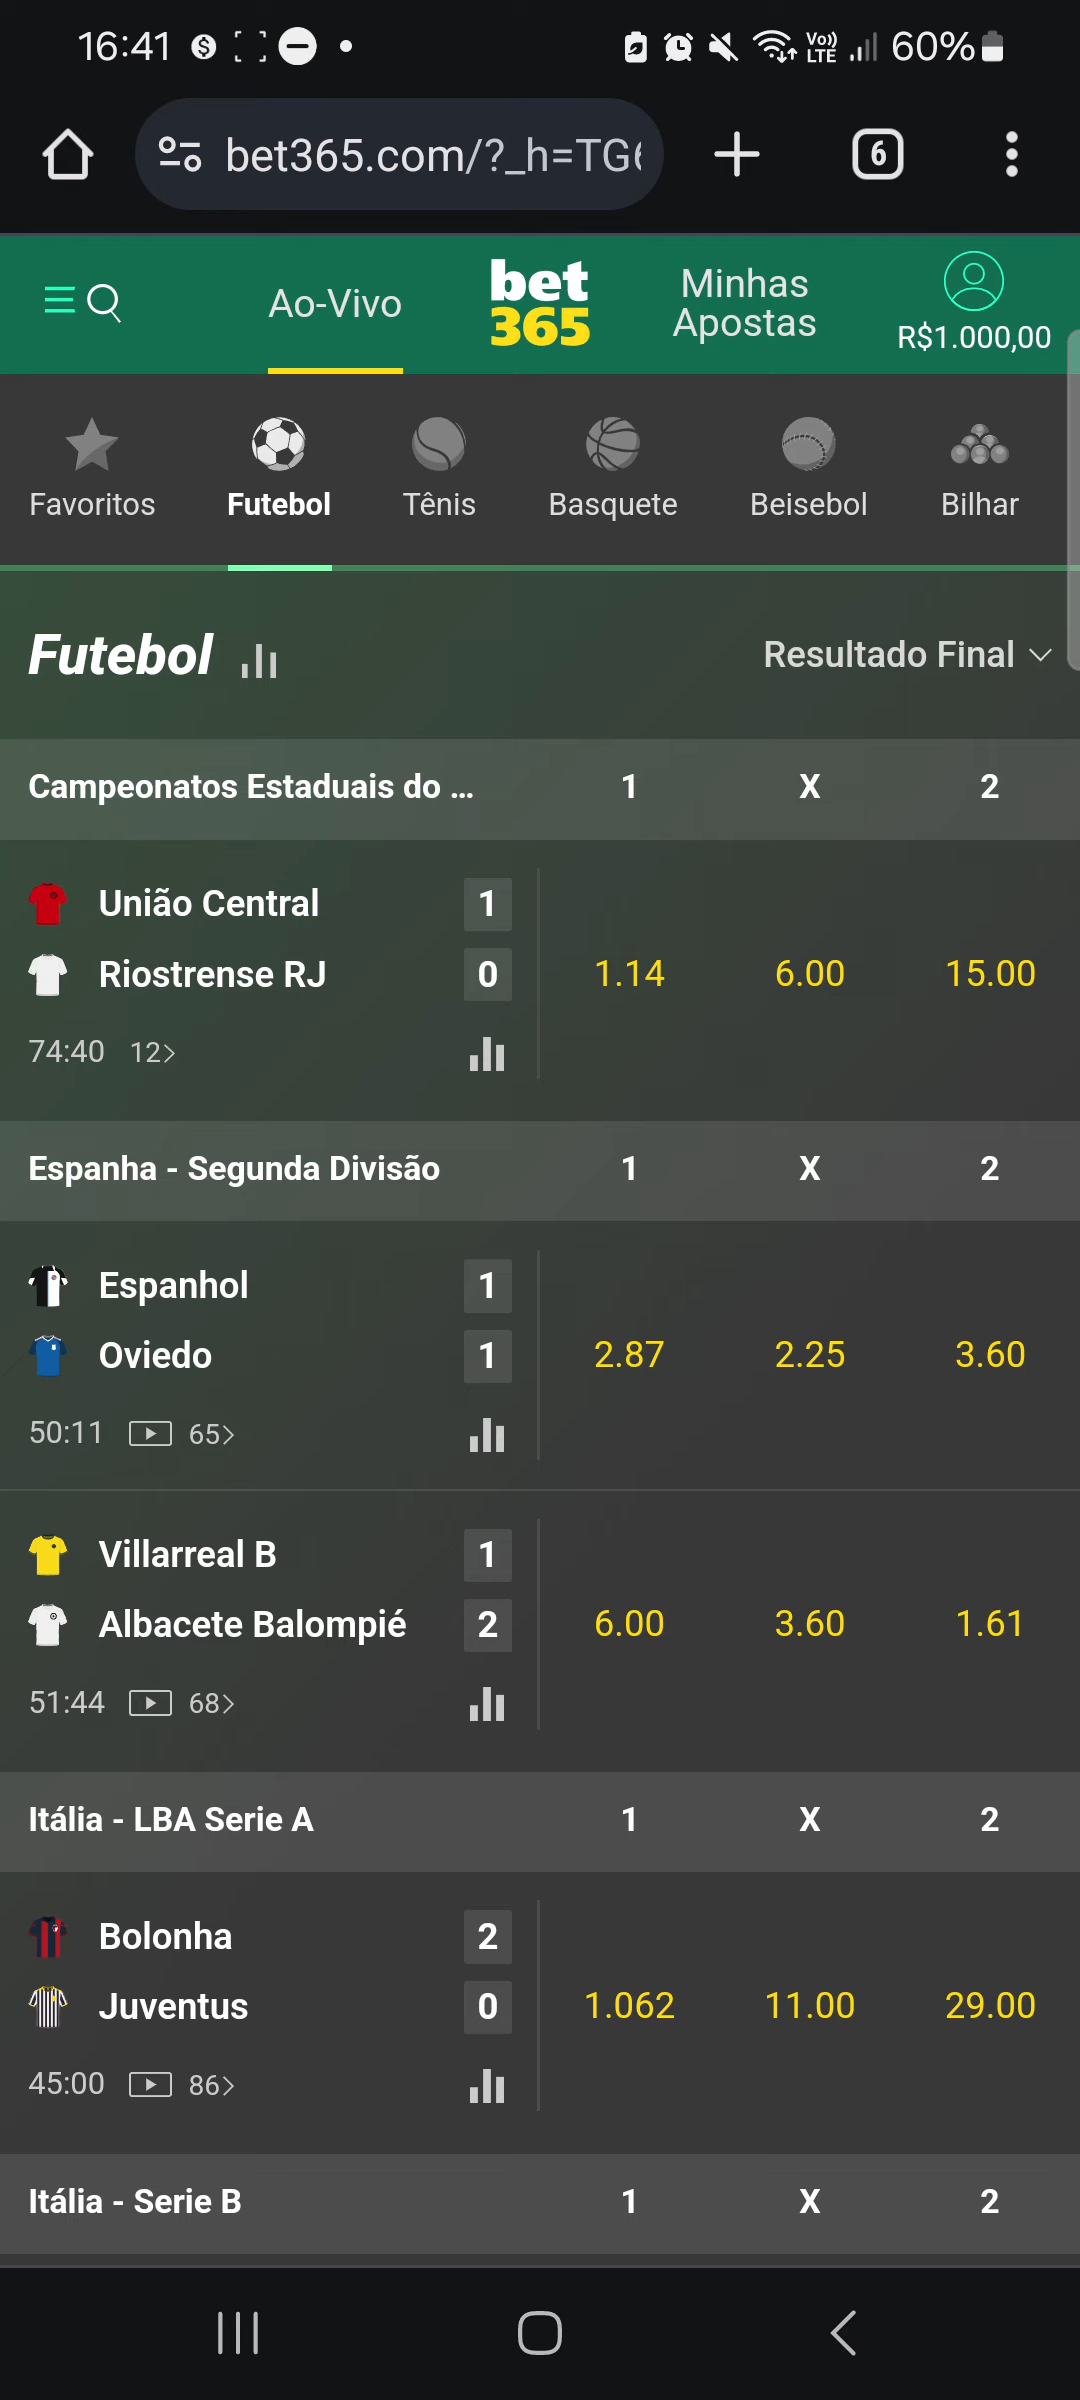 16:41 60%
Vo)) LTE
bet365.com/?_h=TG6 6
Ao-Vivo bet365 Minhas Apostas R$1.000,00
Favoritos Futebol Tênis Basquete Beisebol Bilhar
Futebol Resultado Final
Campeonatos Estaduais do ... 1 X 2
União Central 1
Riostrense RJ 0 1.14 6.00 15.00
74:40 12>
Espanha - Segunda Divisão 1 X 2
Espanhol 1
Oviedo 1 2.87 2.25 3.60
50:11 65>
Villarreal B 1
Albacete Balompié 2 6.00 3.60 1.61
51:44 68>
Itália - LBA Serie A 1 X 2
Bolonha 2
Juventus 0 1.062 11.00 29.00
45:00 86>
Itália - Serie B 1 X 2